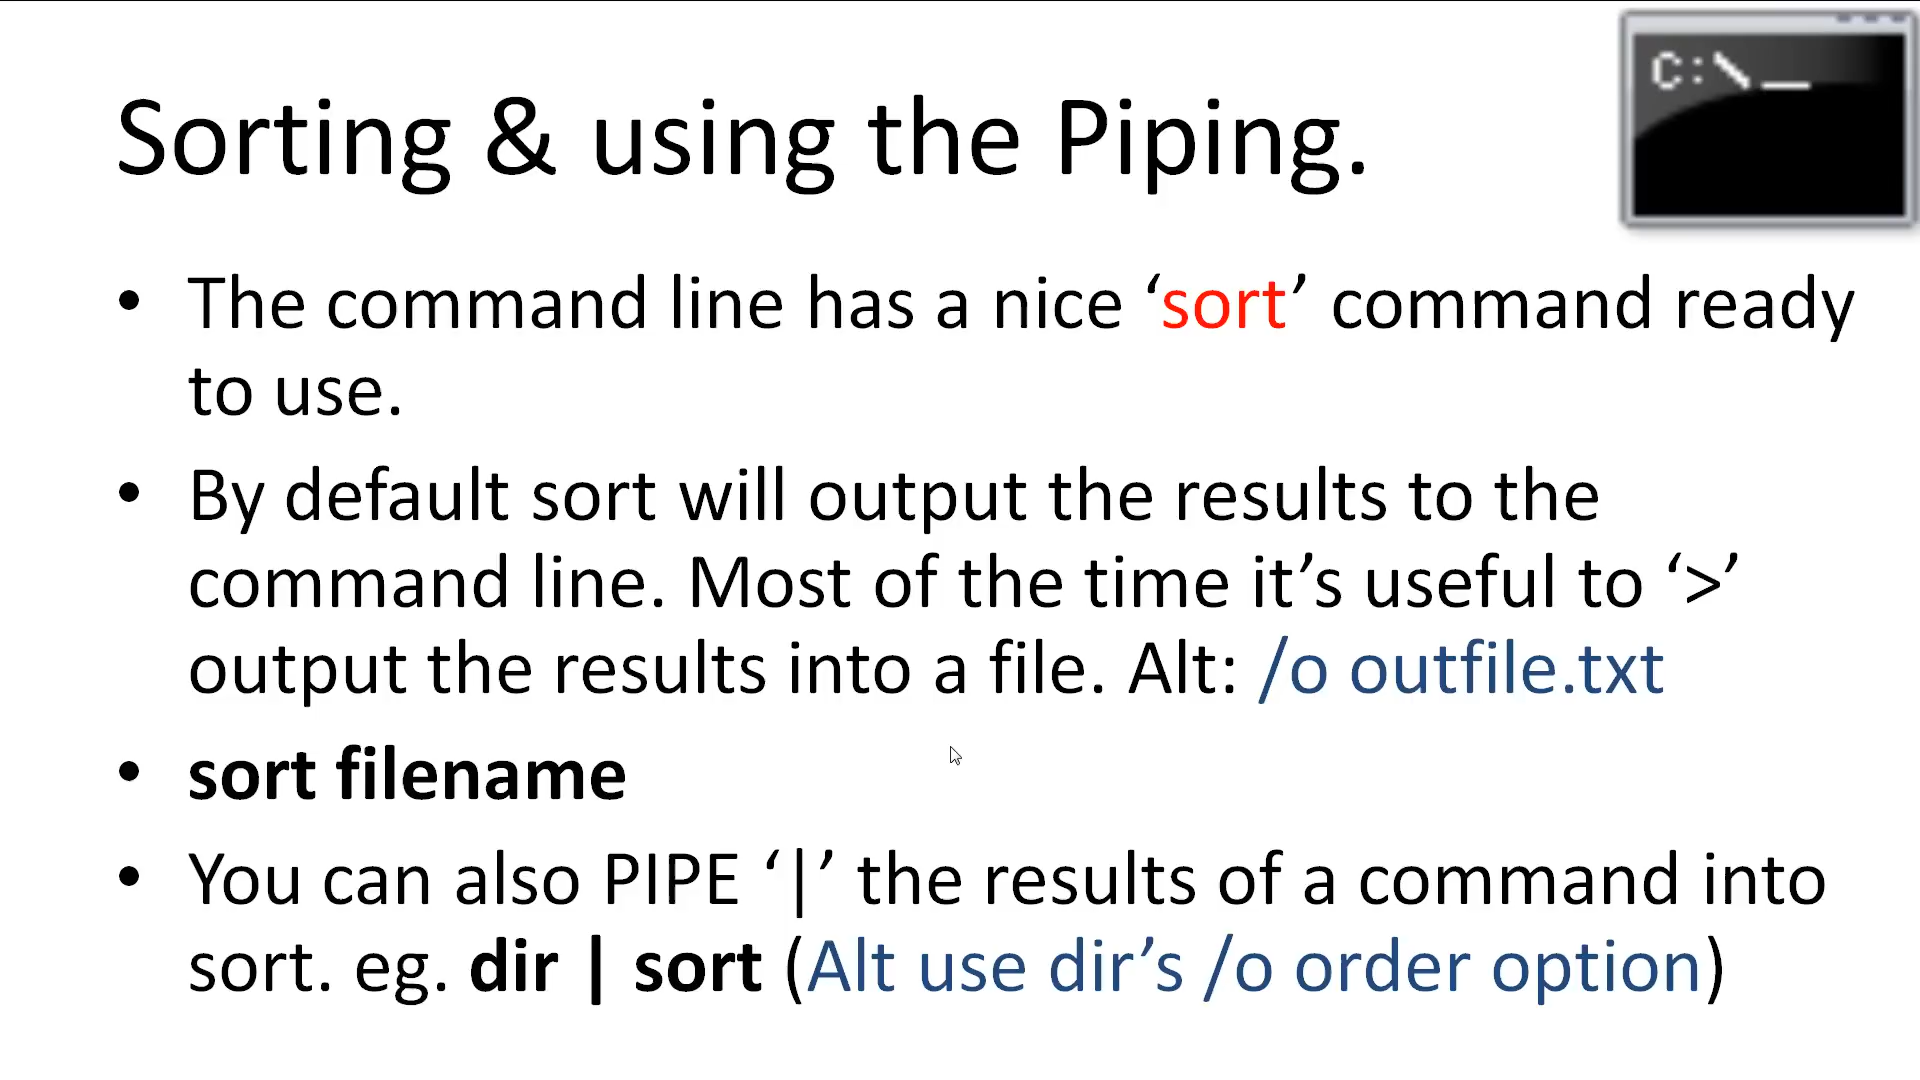 C:\_
Sorting & using the Piping.
• The command line has a nice ‘sort’ command ready
to use.
• By default sort will output the results to the
command line. Most of the time it’s useful to ‘>’
output the results into a file. Alt: /o outfile.txt
• sort filename
• You can also PIPE ‘|’ the results of a command into
sort. eg. dir | sort (Alt use dir’s /o order option)